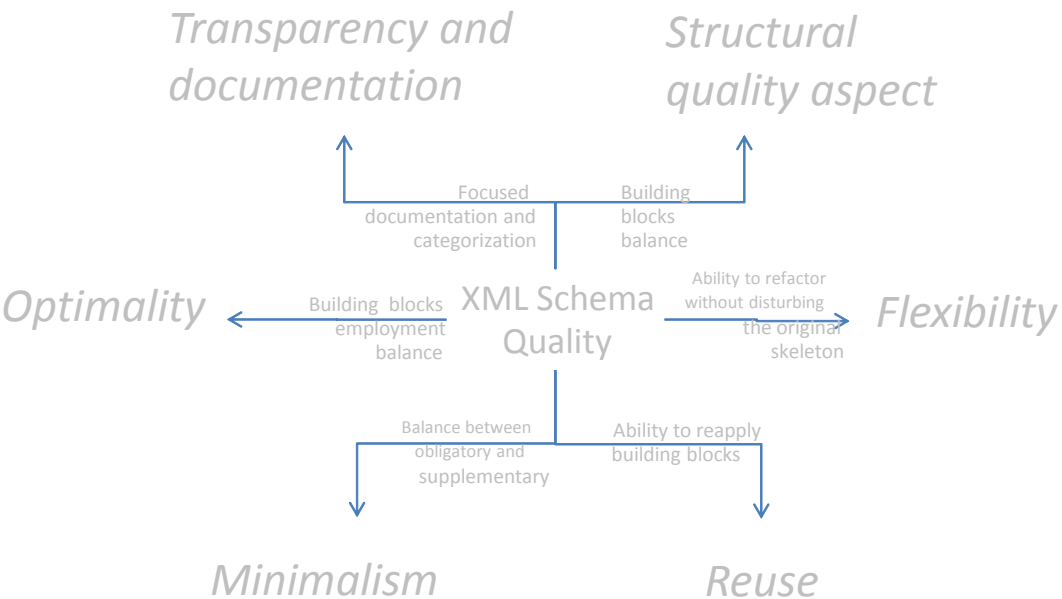 Transparency and
documentation
Structural
quality aspect
Focused
documentation and
categorization
Building
blocks
balance
Optimality
Building blocks
employment
balance
XML Schema
Quality
Ability to refactor
without disturbing
the original
skeleton
Flexibility
Balance between
obligatory and
supplementary
Ability to reapply
building blocks
Minimalism
Reuse